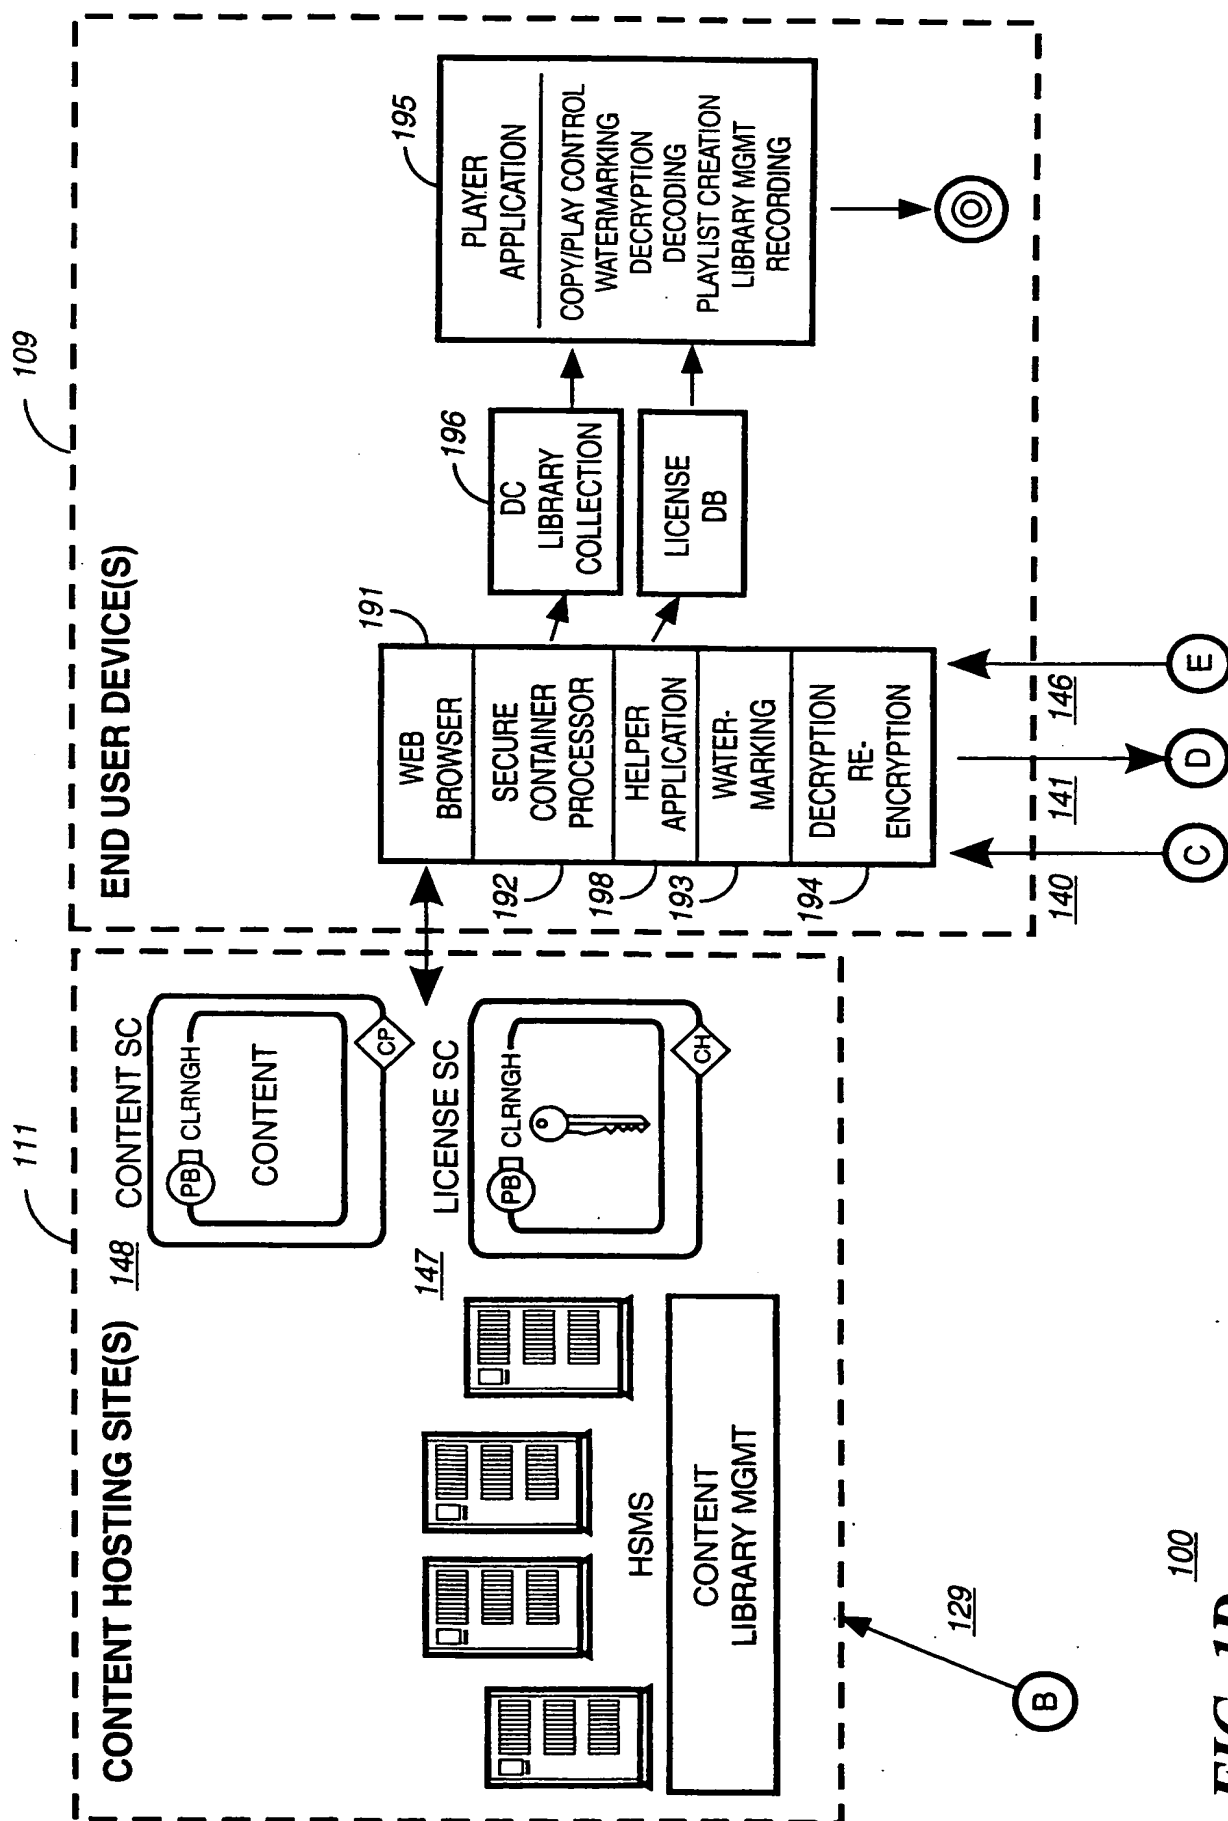 111
109
CONTENT HOSTING SITE(S)
148
CONTENT SC
PB
CLRNGH
CONTENT
CP
147
LICENSE SC
PB
CLRNGH
CH
HSMS
CONTENT
LIBRARY MGMT
129
B
END USER DEVICE(S)
191
WEB
BROWSER
192
SECURE
CONTAINER
PROCESSOR
198
HELPER
APPLICATION
193
WATER-
MARKING
194
DECRYPTION
RE-
ENCRYPTION
196
DC
LIBRARY
COLLECTION
LICENSE
DB
195
PLAYER
APPLICATION
COPY/PLAY CONTROL
WATERMARKING
DECRYPTION
DECODING
PLAYLIST CREATION
LIBRARY MGMT
RECORDING
140
141
146
C
D
E
100